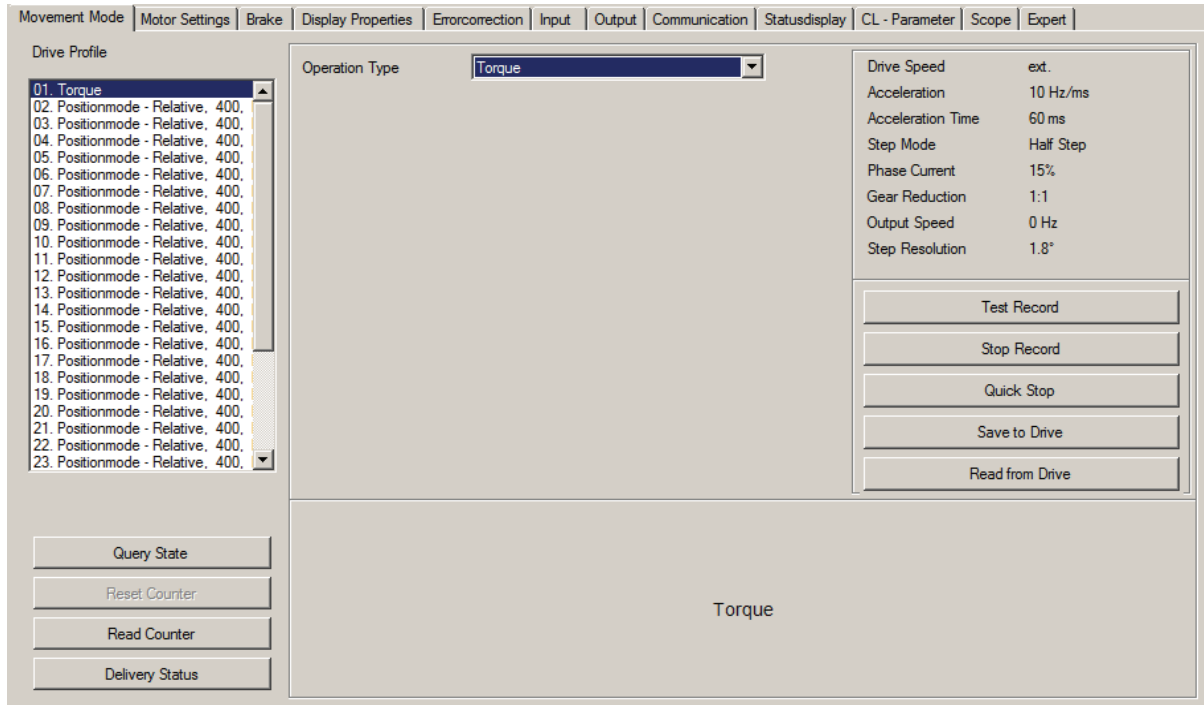 Movement Mode Motor Settings Brake Display Properties Errorcorrection Input Output Communication Statusdisplay CL - Parameter Scope Expert
Drive Profile
01. Torque
02. Positionmode - Relative, 400,
03. Positionmode - Relative, 400,
04. Positionmode - Relative, 400,
05. Positionmode - Relative, 400,
06. Positionmode - Relative, 400,
07. Positionmode - Relative, 400,
08. Positionmode - Relative, 400,
09. Positionmode - Relative, 400,
10. Positionmode - Relative, 400,
11. Positionmode - Relative, 400,
12. Positionmode - Relative, 400,
13. Positionmode - Relative, 400,
14. Positionmode - Relative, 400,
15. Positionmode - Relative, 400,
16. Positionmode - Relative, 400,
17. Positionmode - Relative, 400,
18. Positionmode - Relative, 400,
19. Positionmode - Relative, 400,
20. Positionmode - Relative, 400,
21. Positionmode - Relative, 400,
22. Positionmode - Relative, 400,
23. Positionmode - Relative, 400,
Query State
Reset Counter
Read Counter
Delivery Status
Operation Type Torque
Drive Speed ext.
Acceleration 10 Hz/ms
Acceleration Time 60 ms
Step Mode Half Step
Phase Current 15%
Gear Reduction 1:1
Output Speed 0 Hz
Step Resolution 1.8°
Test Record
Stop Record
Quick Stop
Save to Drive
Read from Drive
Torque